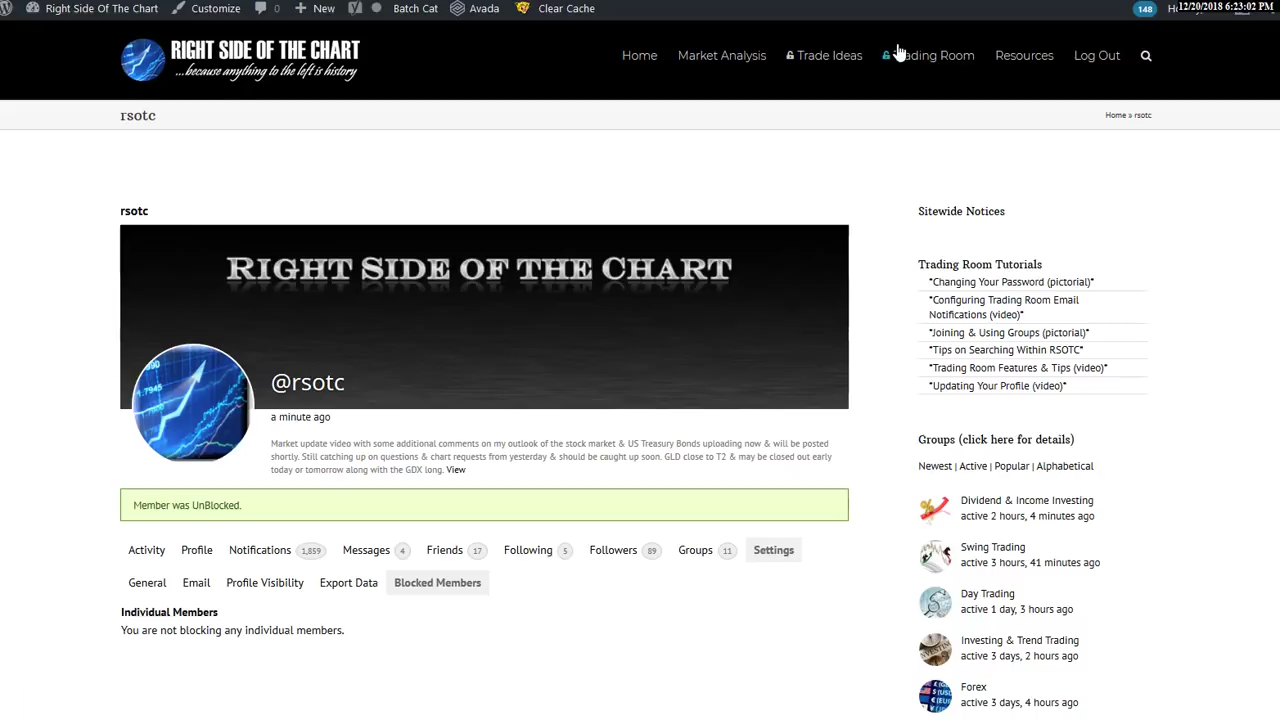 Right Side Of The Chart
Customize
0
New
Batch Cat
Avada
Clear Cache
148
12/20/2018 6:23:02 PM
RIGHT SIDE OF THE CHART
...because anything to the left is history
Home
Market Analysis
Trade Ideas
Trading Room
Resources
Log Out
rsotc
Home » rsotc
rsotc
RIGHT SIDE OF THE CHART
@rsotc
a minute ago
Market update video with some additional comments on my outlook of the stock market & US Treasury Bonds uploading now & will be posted
shortly. Still catching up on questions & chart requests from yesterday & should be caught up soon. GLD close to T2 & may be closed out early
today or tomorrow along with the GDX long. View
Member was UnBlocked.
Activity
Profile
Notifications 1,859
Messages 4
Friends 17
Following 5
Followers 89
Groups 11
Settings
General
Email
Profile Visibility
Export Data
Blocked Members
Individual Members
You are not blocking any individual members.
Sitewide Notices
Trading Room Tutorials
*Changing Your Password (pictorial)*
*Configuring Trading Room Email
Notifications (video)*
*Joining & Using Groups (pictorial)*
*Tips on Searching Within RSOTC*
*Trading Room Features & Tips (video)*
*Updating Your Profile (video)*
Groups (click here for details)
Newest | Active | Popular | Alphabetical
Dividend & Income Investing
active 2 hours, 4 minutes ago
Swing Trading
active 3 hours, 41 minutes ago
Day Trading
active 1 day, 3 hours ago
Investing & Trend Trading
active 3 days, 2 hours ago
Forex
active 3 days, 4 hours ago